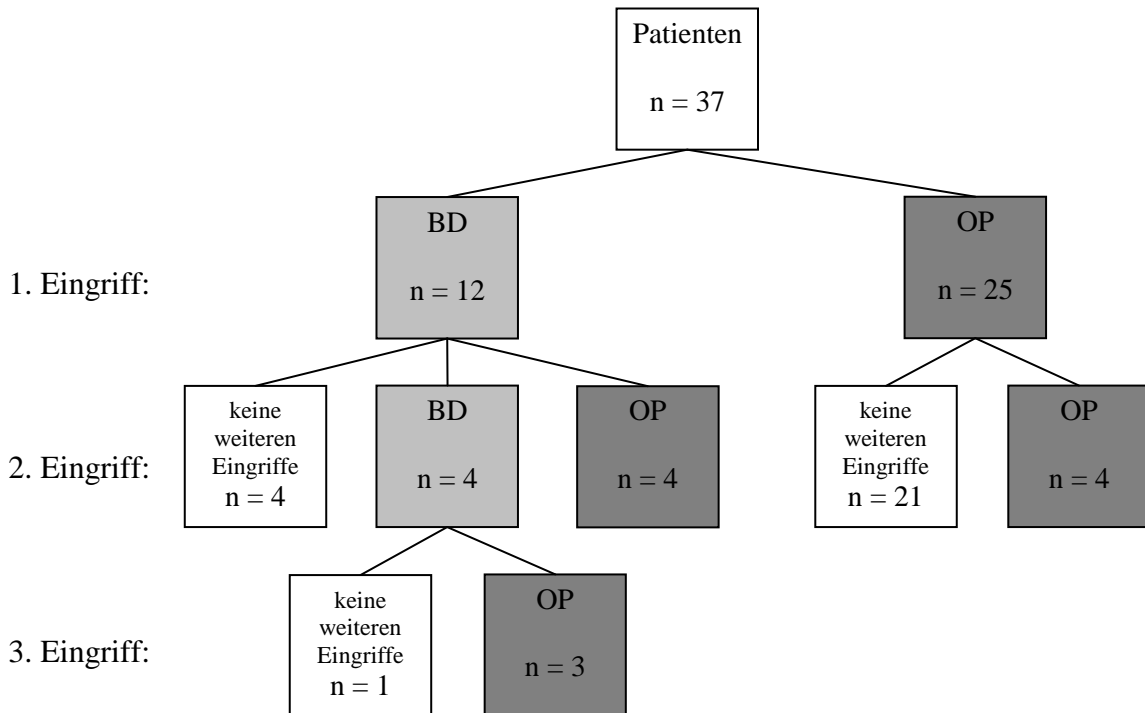 Patienten
n = 37
1. Eingriff:
BD
n = 12
OP
n = 25
2. Eingriff:
keine
weiteren
Eingriffe
n = 4
BD
n = 4
OP
n = 4
keine
weiteren
Eingriffe
n = 21
OP
n = 4
3. Eingriff:
keine
weiteren
Eingriffe
n = 1
OP
n = 3